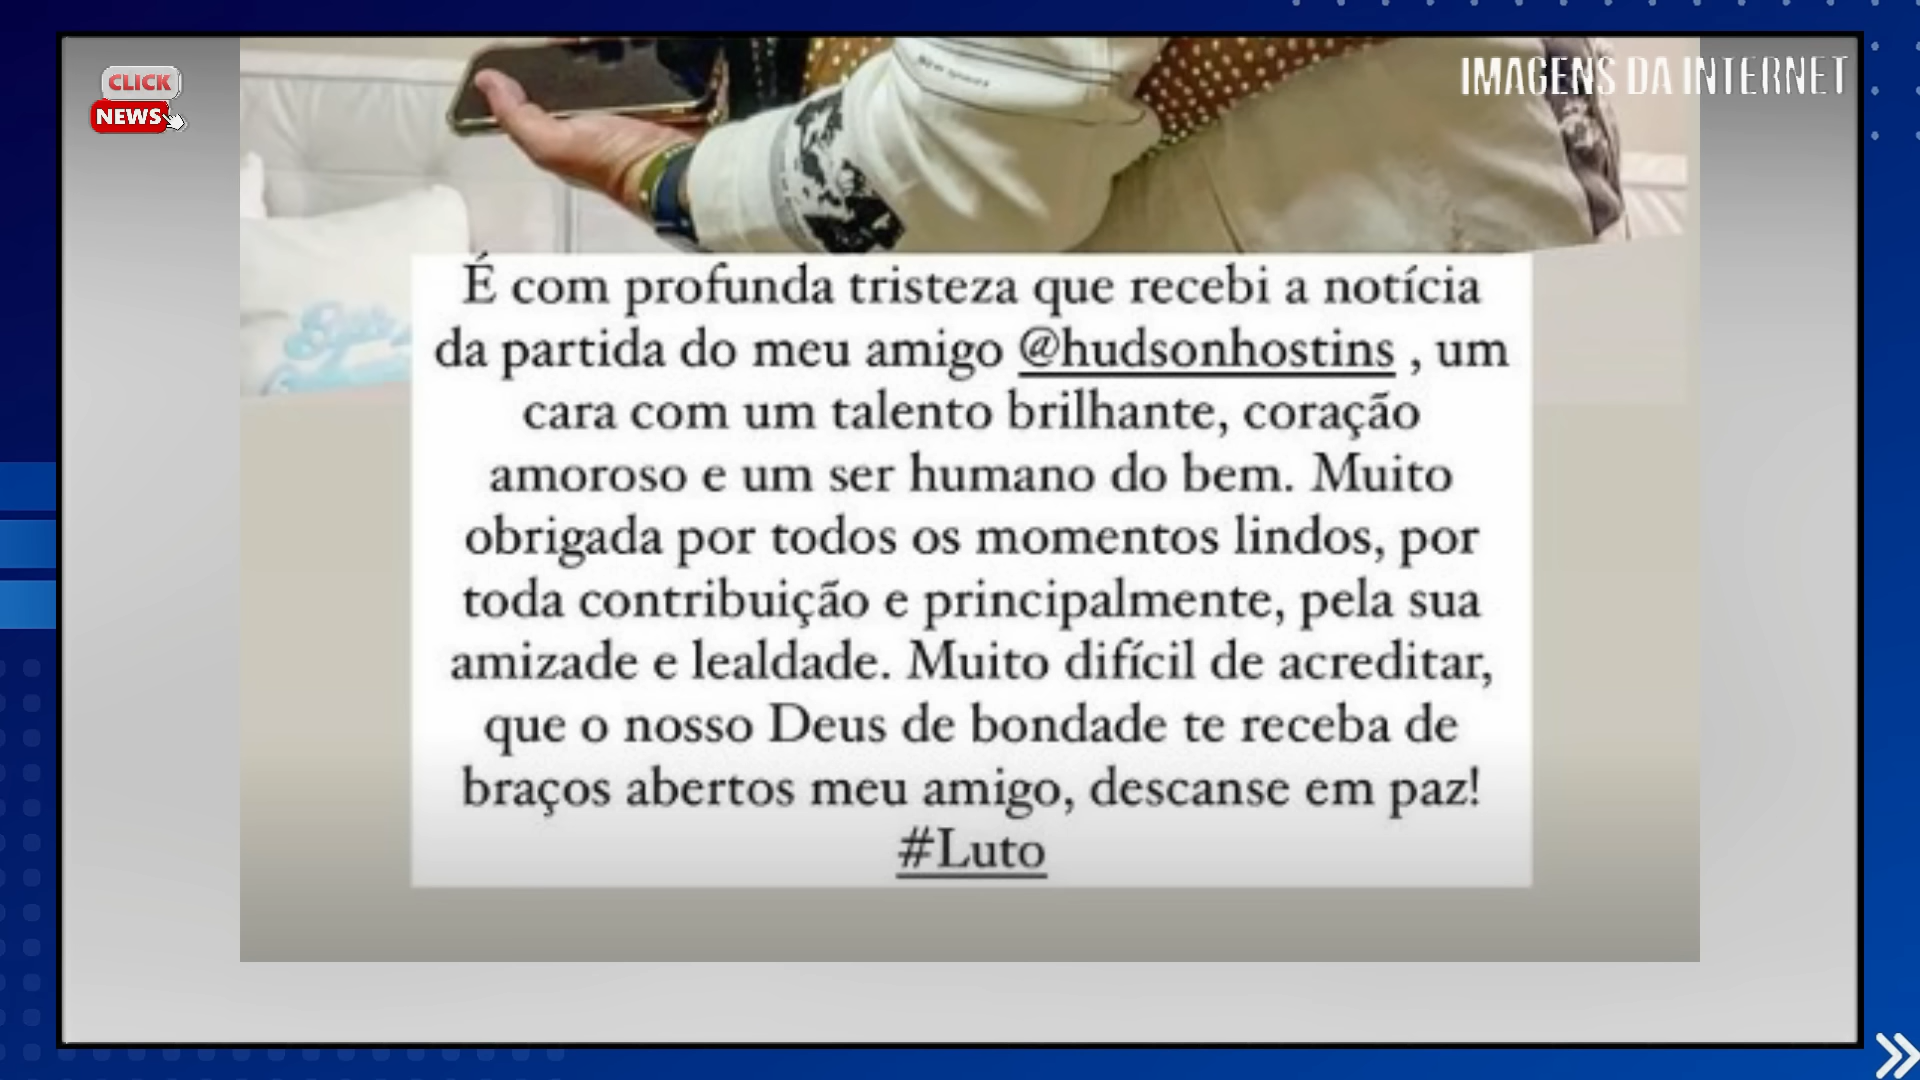 CLICK
NEWS
IMAGENS DA INTERNET
É com profunda tristeza que recebi a notícia
da partida do meu amigo @hudsonhostins , um
cara com um talento brilhante, coração
amoroso e um ser humano do bem. Muito
obrigada por todos os momentos lindos, por
toda contribuição e principalmente, pela sua
amizade e lealdade. Muito difícil de acreditar,
que o nosso Deus de bondade te receba de
braços abertos meu amigo, descanse em paz!
#Luto